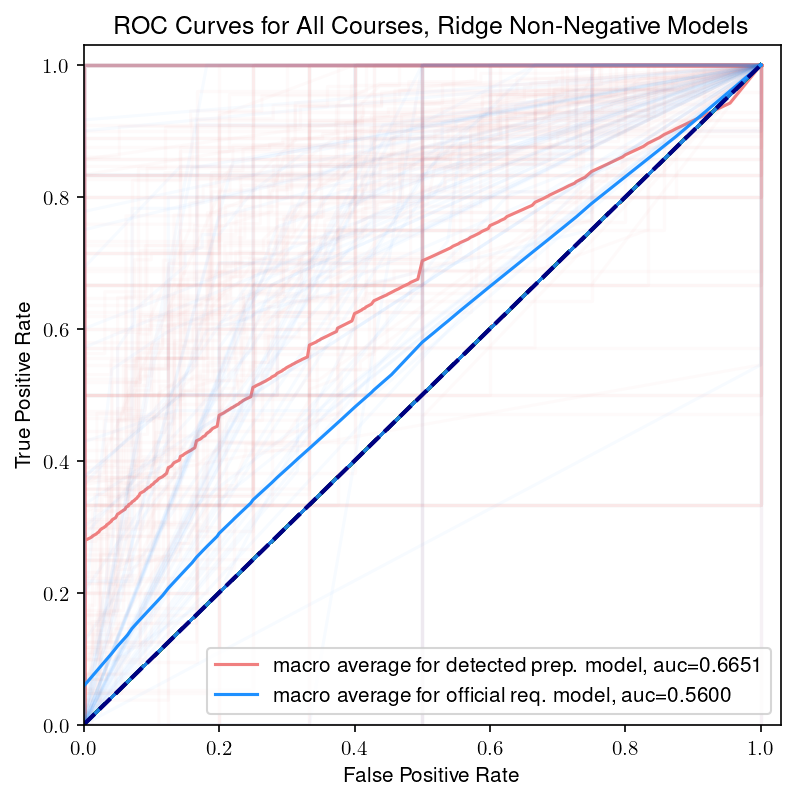 ROC Curves for All Courses, Ridge Non-Negative Models
1.0
0.8
0.6
0.4
0.2
0.0
True Positive Rate
macro average for detected prep. model, auc=0.6651
macro average for official req. model, auc=0.5600
0.0 0.2 0.4 0.6 0.8 1.0
False Positive Rate